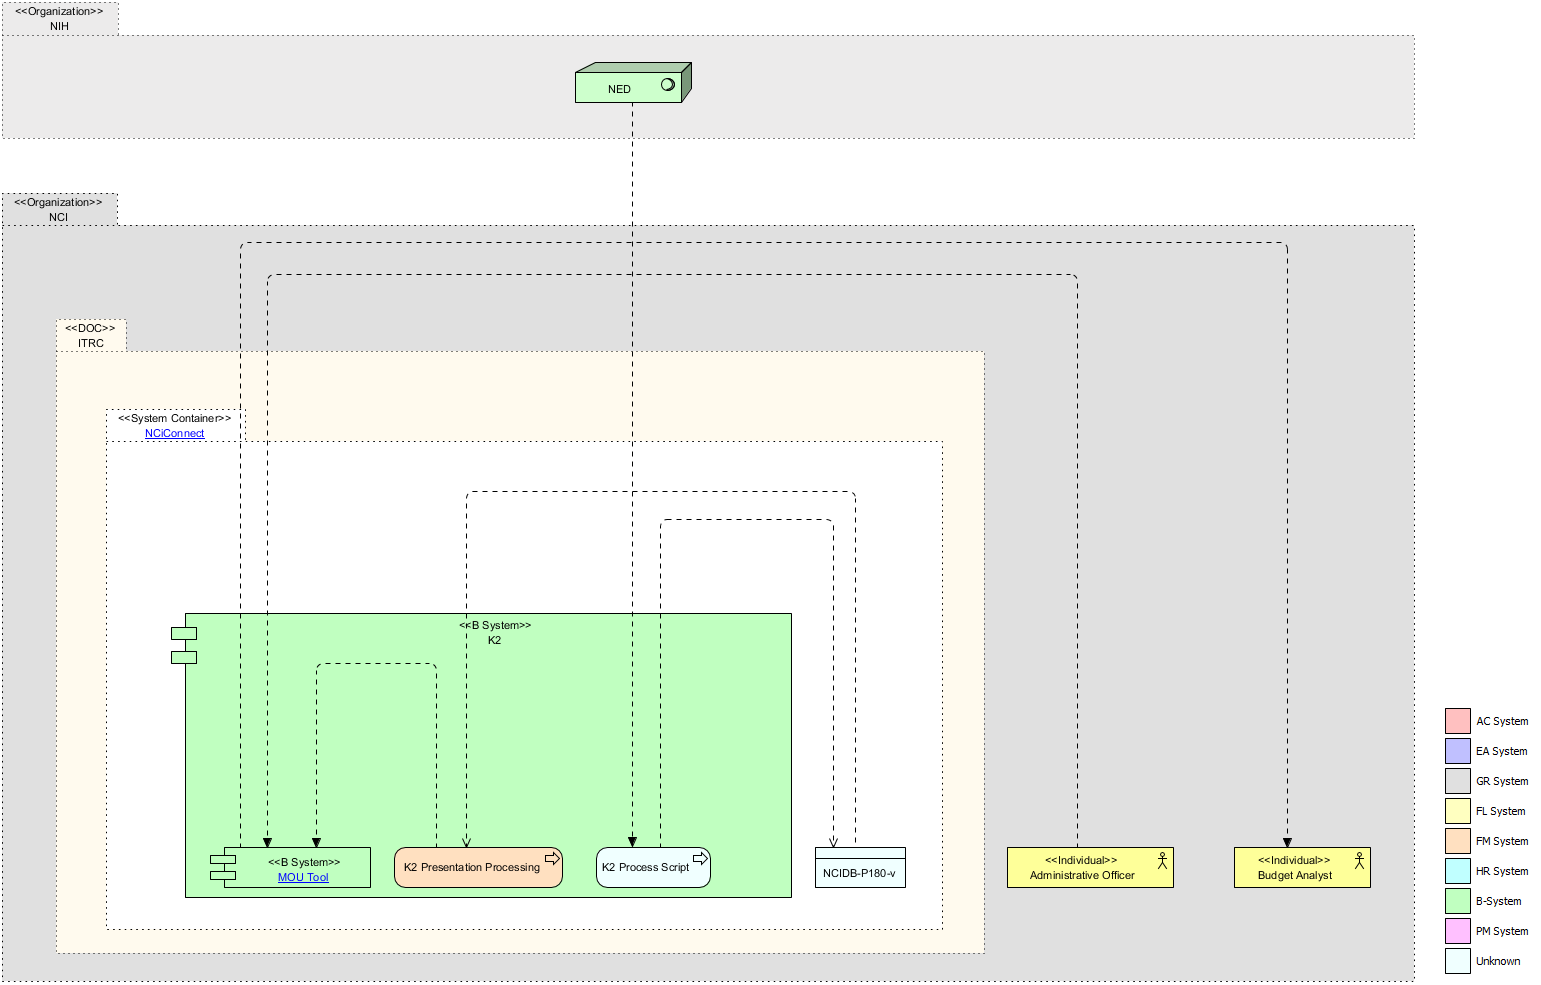 <<Organization>>
NIH
NED
<<Organization>>
NCI
<<DOC>>
ITRC
<<System Container>>
NCiConnect
<<B System>>
K2
<<B System>>
MOU Tool
K2 Presentation Processing
K2 Process Script
NCIDB-P180-v
<<Individual>>
Administrative Officer
<<Individual>>
Budget Analyst
AC System
EA System
GR System
FL System
FM System
HR System
B-System
PM System
Unknown